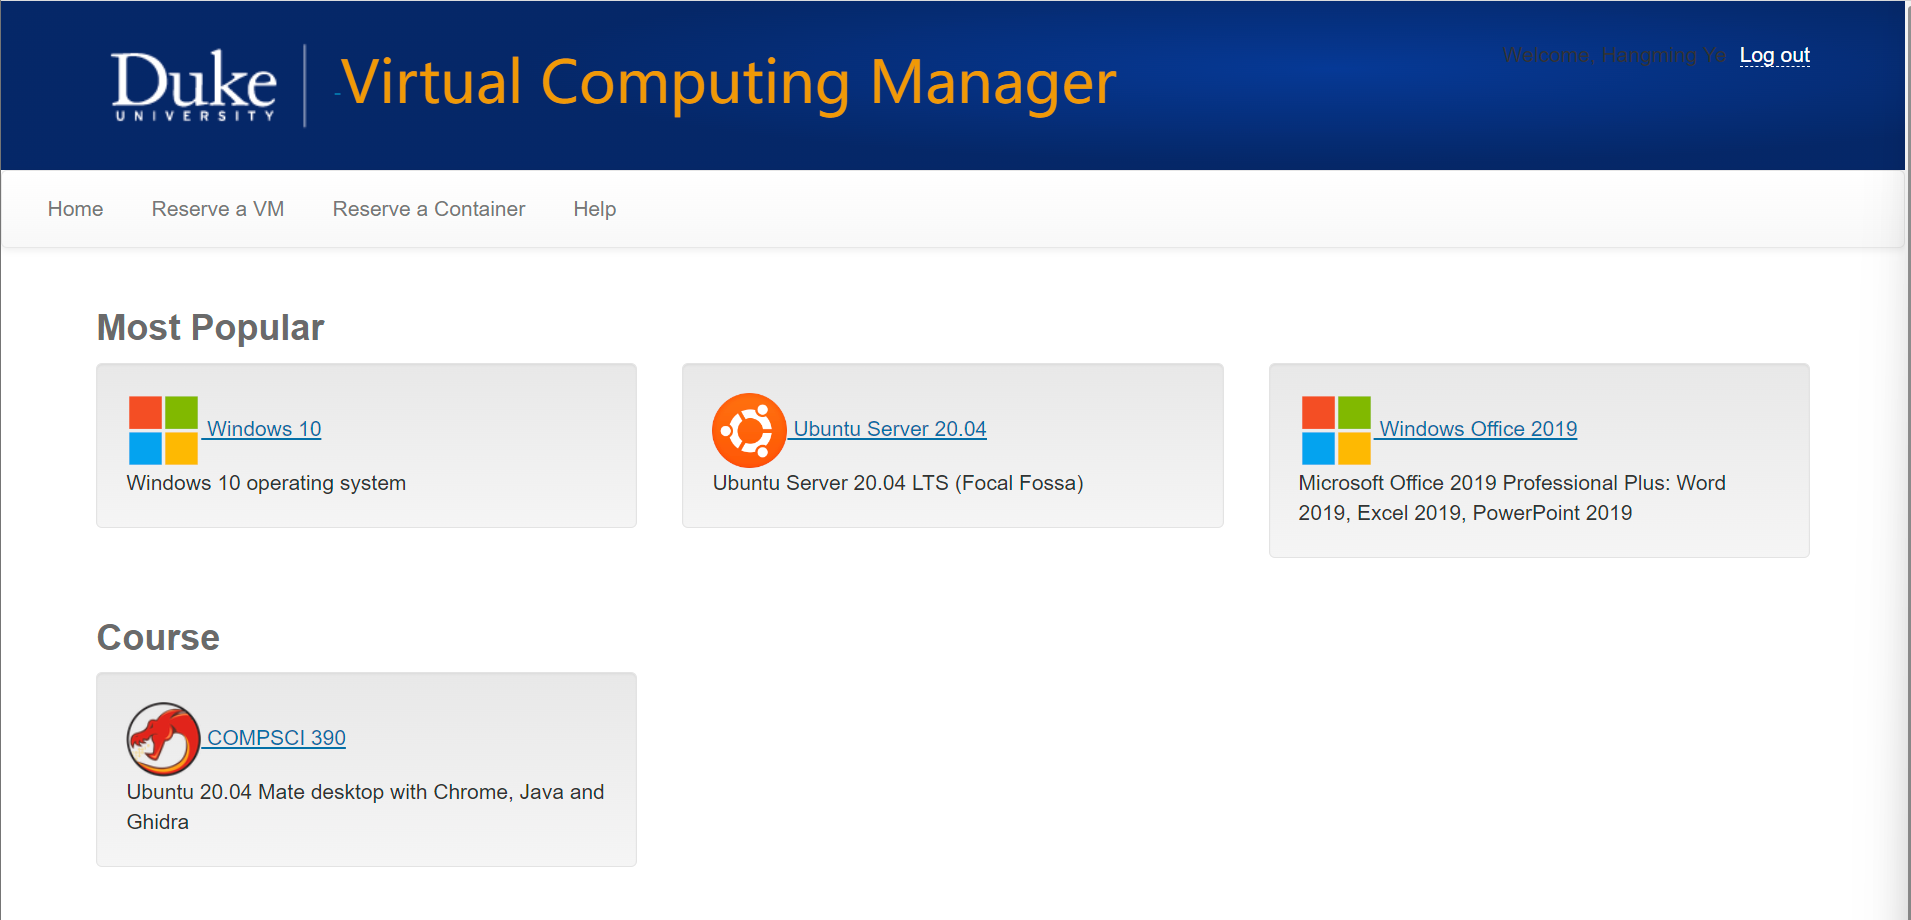 Duke
UNIVERSITY
Virtual Computing Manager
Welcome, Hangming Ye Log out
Home Reserve a VM Reserve a Container Help
Most Popular
Windows 10
Windows 10 operating system
Ubuntu Server 20.04
Ubuntu Server 20.04 LTS (Focal Fossa)
Windows Office 2019
Microsoft Office 2019 Professional Plus: Word
2019, Excel 2019, PowerPoint 2019
Course
COMPSCI 390
Ubuntu 20.04 Mate desktop with Chrome, Java and
Ghidra